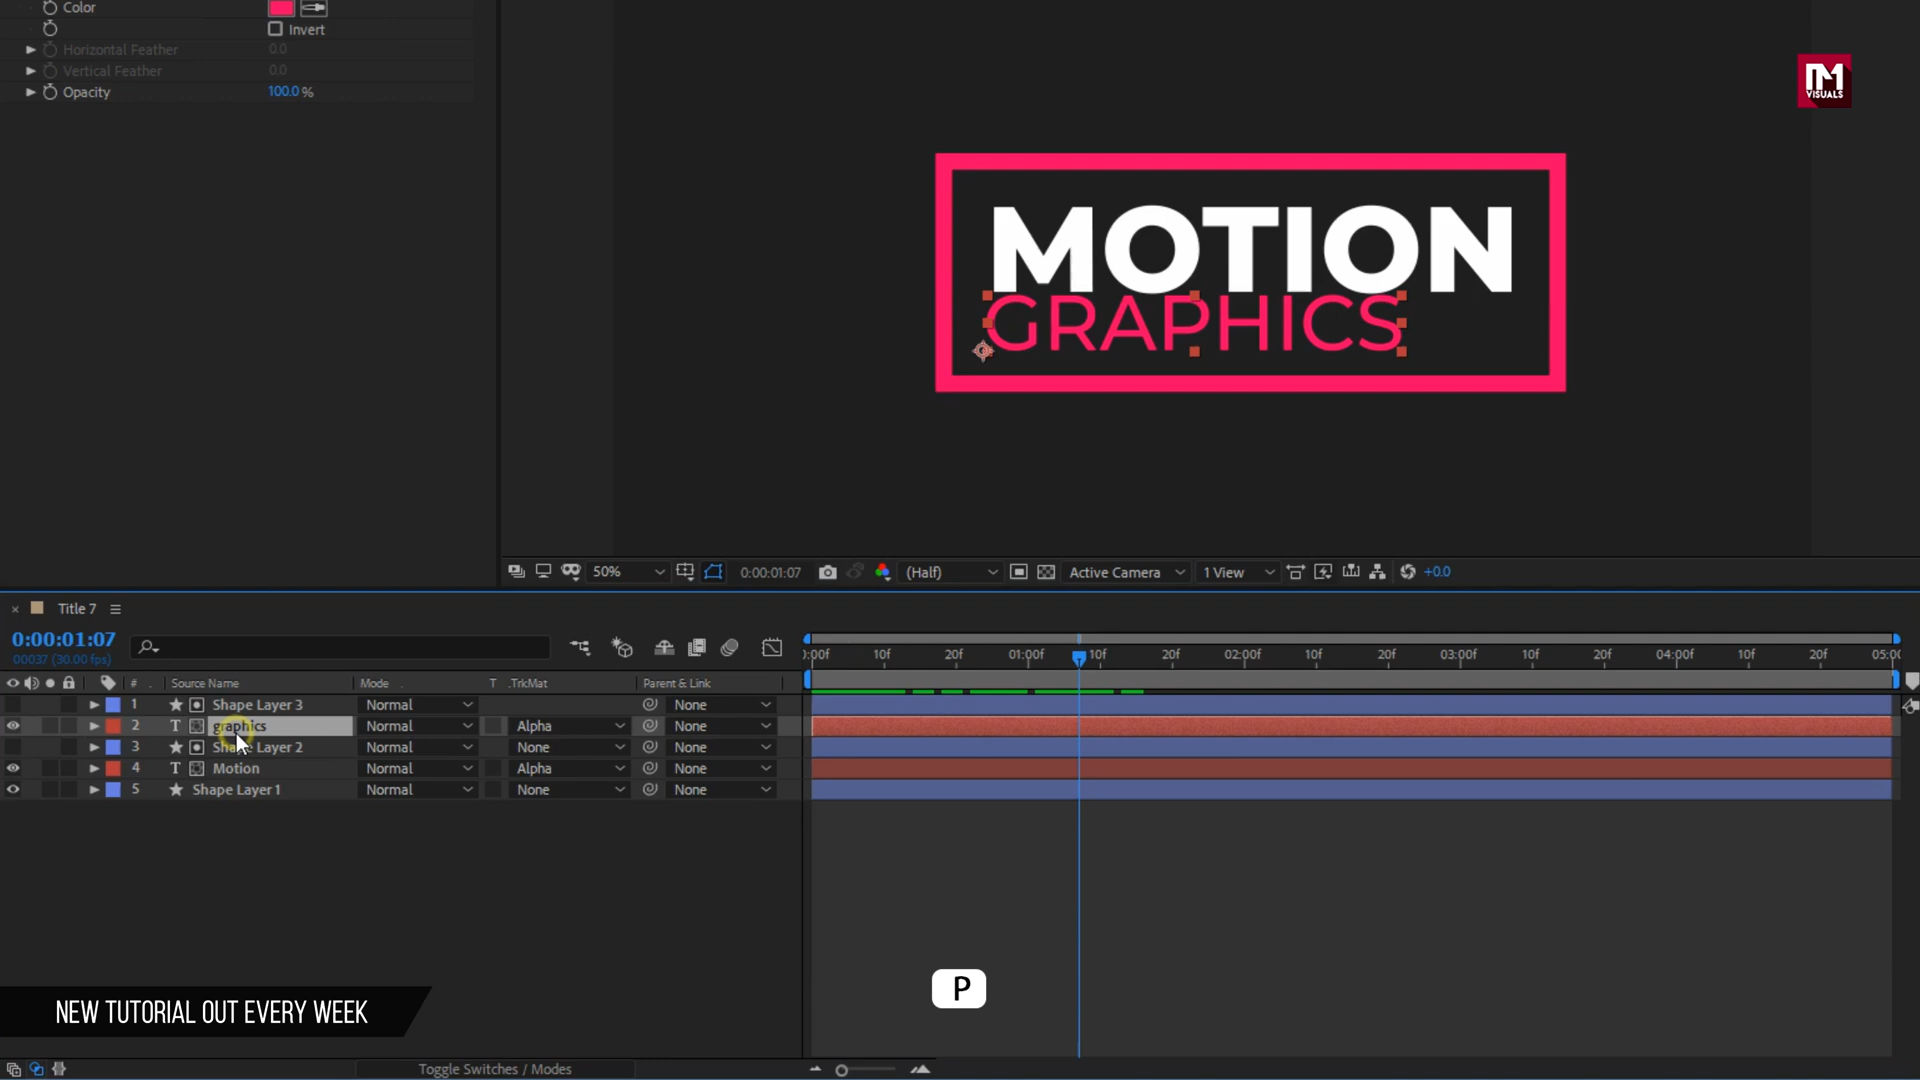 Color
Invert
Horizontal Feather 0.0
Vertical Feather 0.0
Opacity 100.0 %
VISUALS
MOTION
GRAPHICS
50% 0:00:01:07 (Half) Active Camera 1 View +0.0
Title 7
0:00:01:07
00037 (30.00 fps)
0:00f 10f 20f 01:00f 10f 20f 02:00f 10f 20f 03:00f 10f 20f 04:00f 10f 20f 05:00
# Source Name Mode T .TrkMat Parent & Link
1 Shape Layer 3 Normal None
2 T graphics Normal Alpha None
3 Shape Layer 2 Normal None None
4 T Motion Normal Alpha None
5 Shape Layer 1 Normal None None
P
NEW TUTORIAL OUT EVERY WEEK
Toggle Switches / Modes